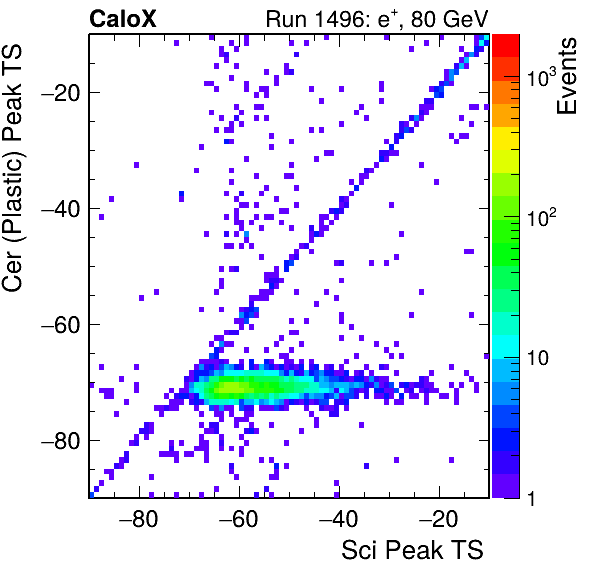 CaloX Run 1496: e⁺, 80 GeV
Cer (Plastic) Peak TS
−20
−40
−60
−80
−80 −60 −40 −20
Sci Peak TS
Events
10³
10²
10
1